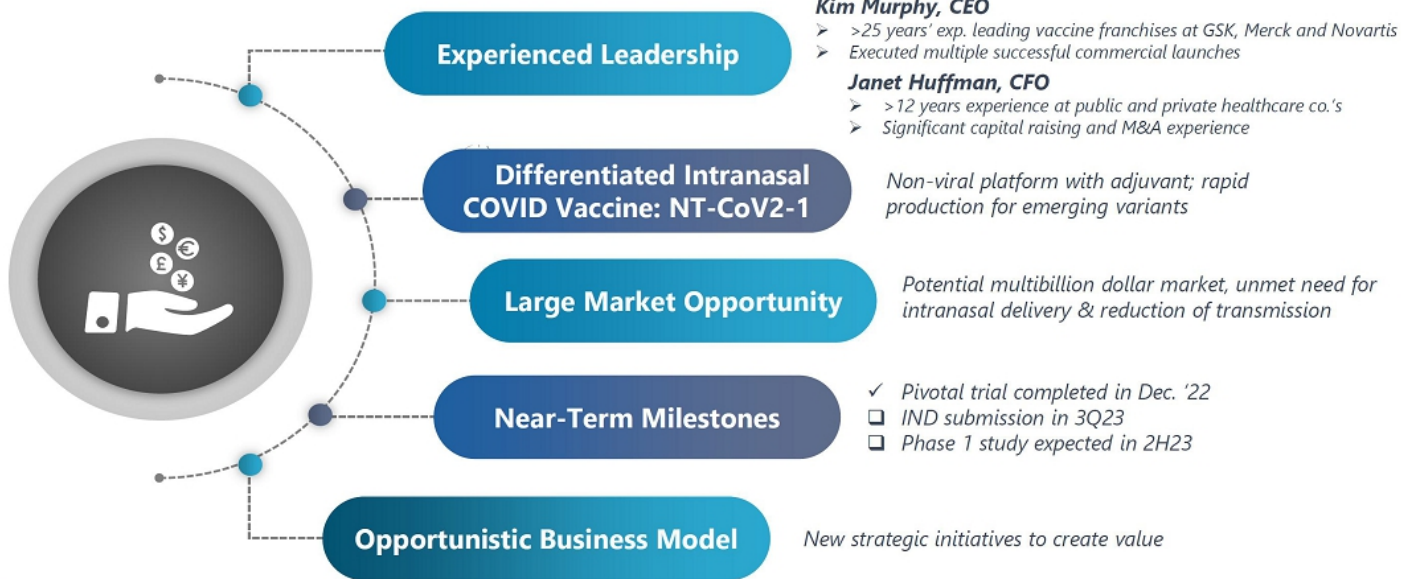 Kim Murphy, CEO
➢ >25 years’ exp. leading vaccine franchises at GSK, Merck and Novartis
➢ Executed multiple successful commercial launches
Experienced Leadership
Janet Huffman, CFO
➢ >12 years experience at public and private healthcare co.’s
➢ Significant capital raising and M&A experience
Differentiated Intranasal
COVID Vaccine: NT-CoV2-1
Non-viral platform with adjuvant; rapid
production for emerging variants
$
€
£
¥
Large Market Opportunity
Potential multibillion dollar market, unmet need for
intranasal delivery & reduction of transmission
Near-Term Milestones
✓ Pivotal trial completed in Dec. ‘22
❑ IND submission in 3Q23
❑ Phase 1 study expected in 2H23
Opportunistic Business Model
New strategic initiatives to create value